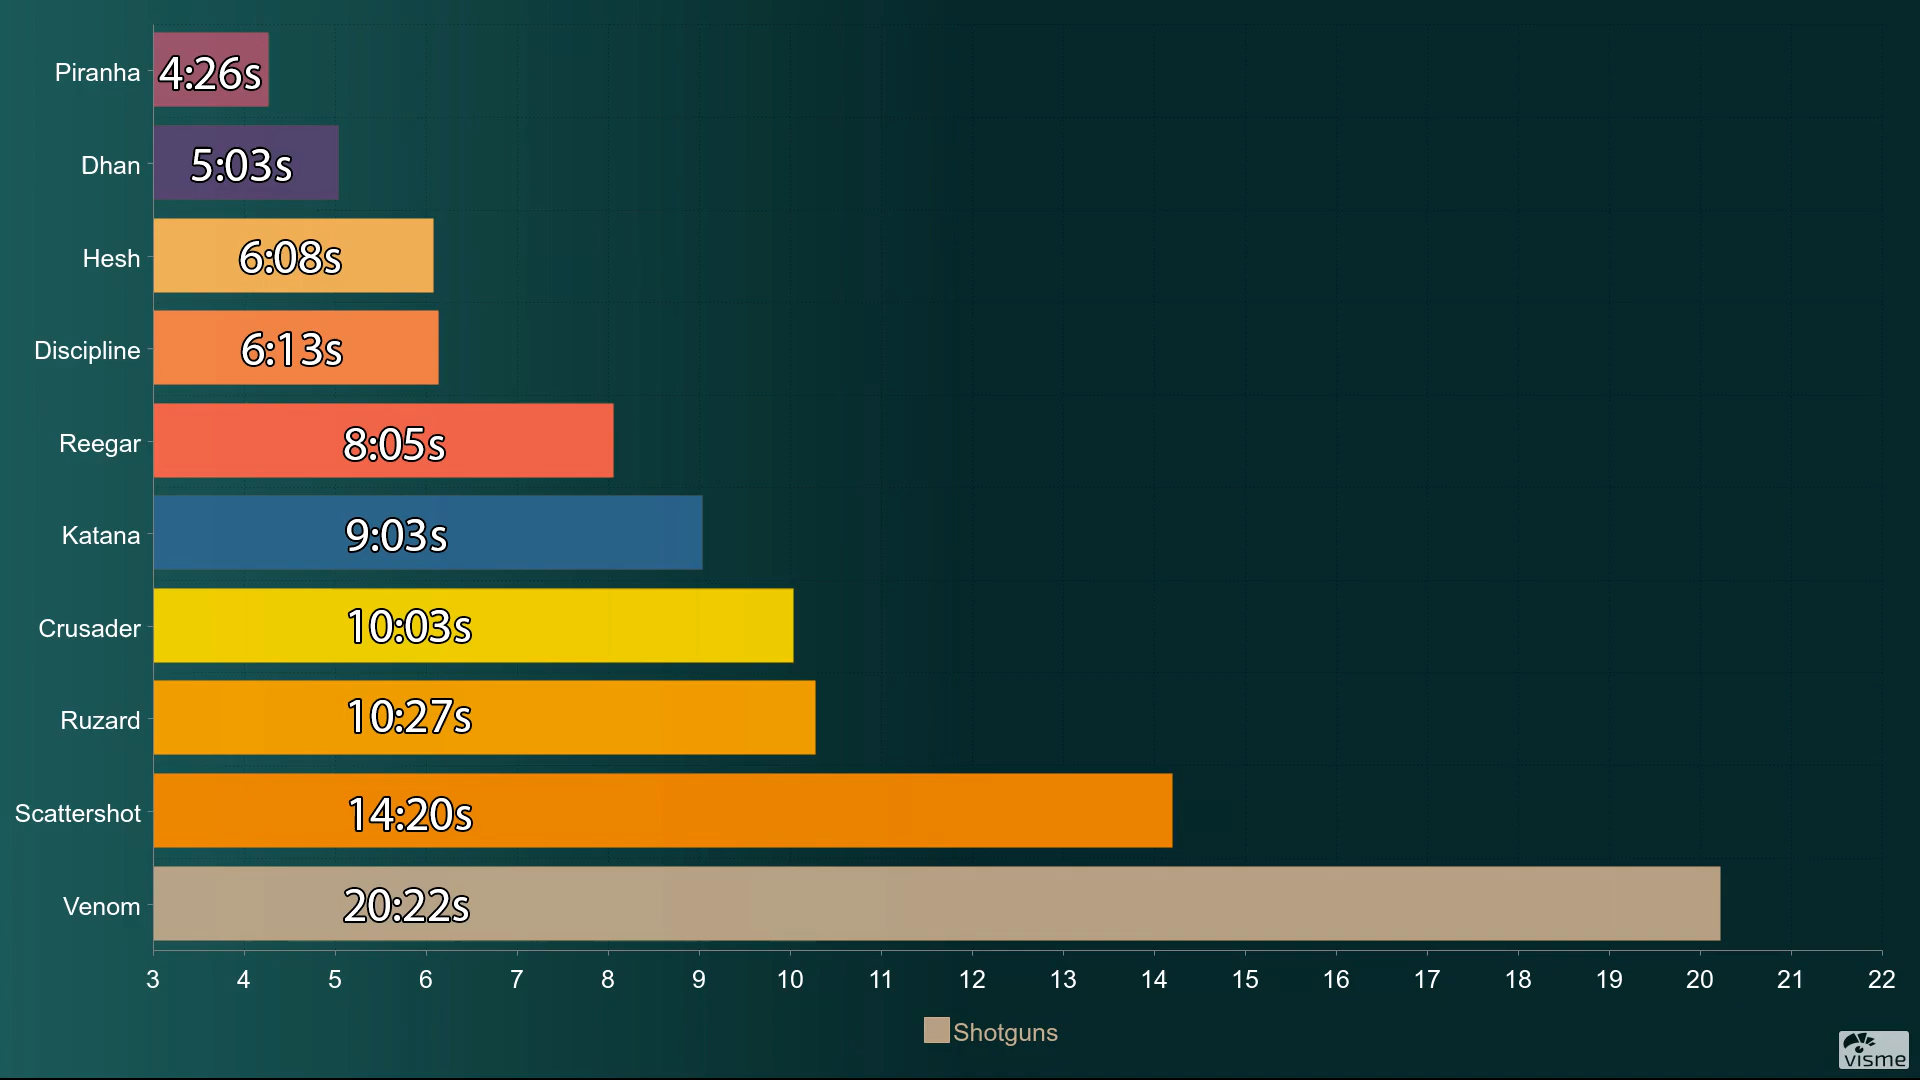 Piranha 4:26s
Dhan 5:03s
Hesh 6:08s
Discipline 6:13s
Reegar 8:05s
Katana 9:03s
Crusader 10:03s
Ruzard 10:27s
Scattershot 14:20s
Venom 20:22s
3 4 5 6 7 8 9 10 11 12 13 14 15 16 17 18 19 20 21 22
Shotguns
visme